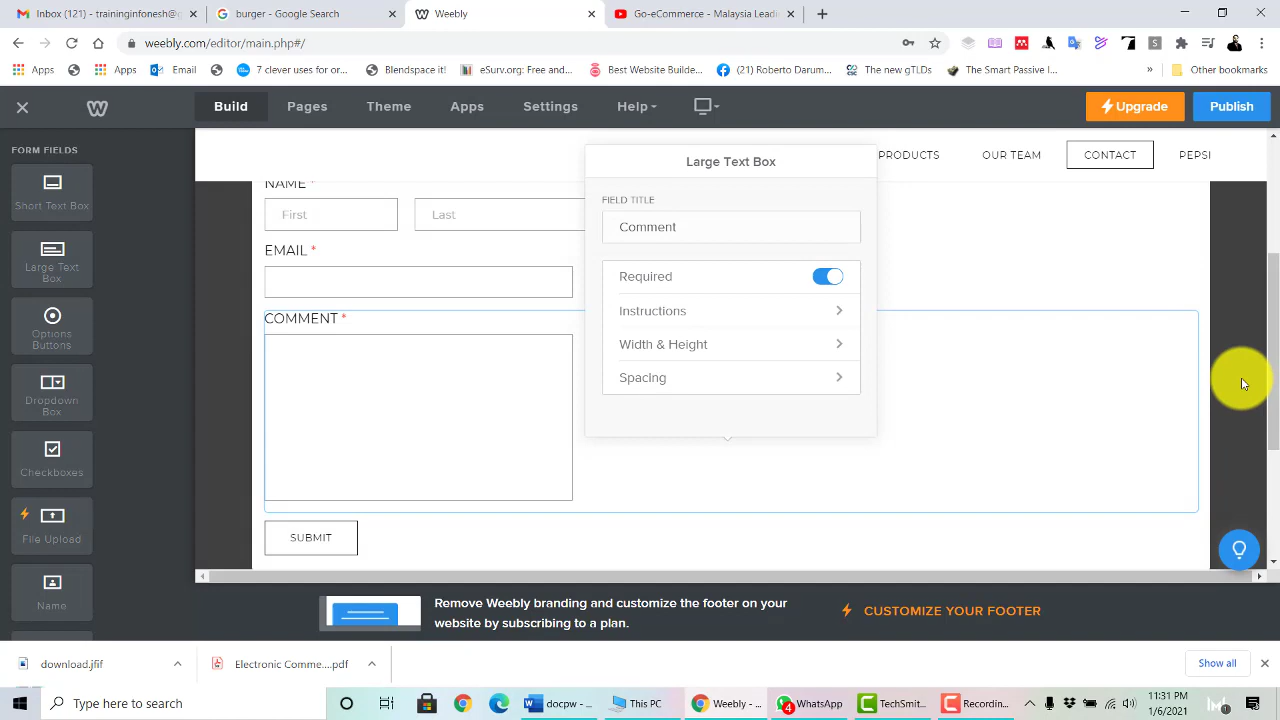 Inbox (121) - traininginfonesh@
burger - Google Search
Weebly
Go-eCommerce - Malaysia Lead
weebly.com/editor/main.php#/
Apps
Apps
Email
7 clever uses for or...
Blendspace it!
eSurv.org: Free and...
Best Website Builde...
(21) Roberto Darum...
The new gTLDs
The Smart Passive I...
»
Other bookmarks
Build
Pages
Theme
Apps
Settings
Help
Upgrade
Publish
FORM FIELDS
Short Text Box
Large Text
Box
Options
Buttons
Dropdown
Box
Checkboxes
File Upload
Name
PRODUCTS
OUR TEAM
CONTACT
PEPSI
Large Text Box
FIELD TITLE
Comment
Required
Instructions
Width & Height
Spacing
NAME *
First
Last
EMAIL *
COMMENT *
SUBMIT
Remove Weebly branding and customize the footer on your
website by subscribing to a plan.
CUSTOMIZE YOUR FOOTER
download.jfif
Electronic Comme....pdf
Show all
Type here to search
docpw - ...
This PC
Weebly - ...
4
WhatsApp
TechSmit...
Recordin...
11:31 PM
1/6/2021